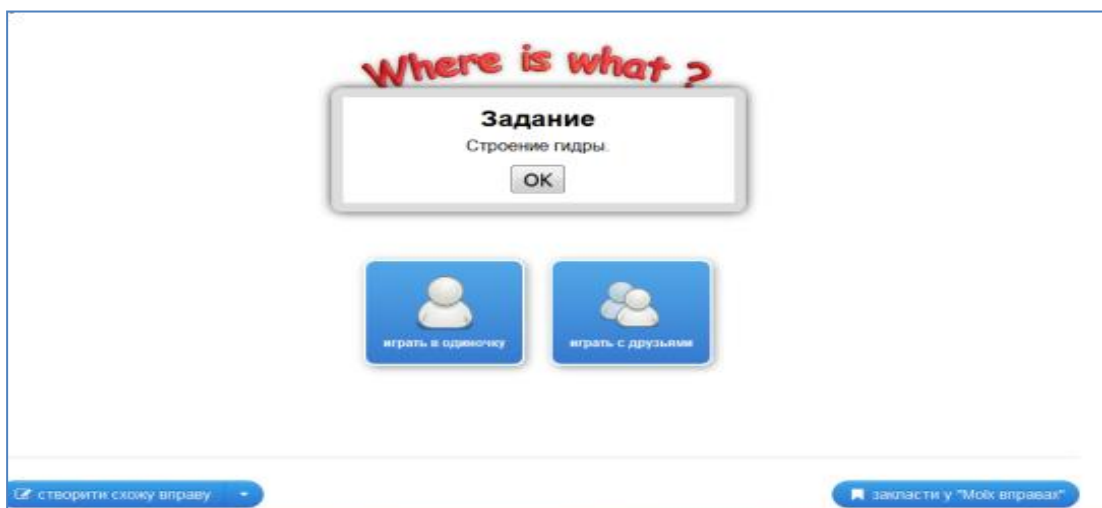 Where is what ?
Задание
Строение гидры.
OK
играть в одиночку
играть с друзьями
створити схожу вправу
закласти у "Моїх вправах"